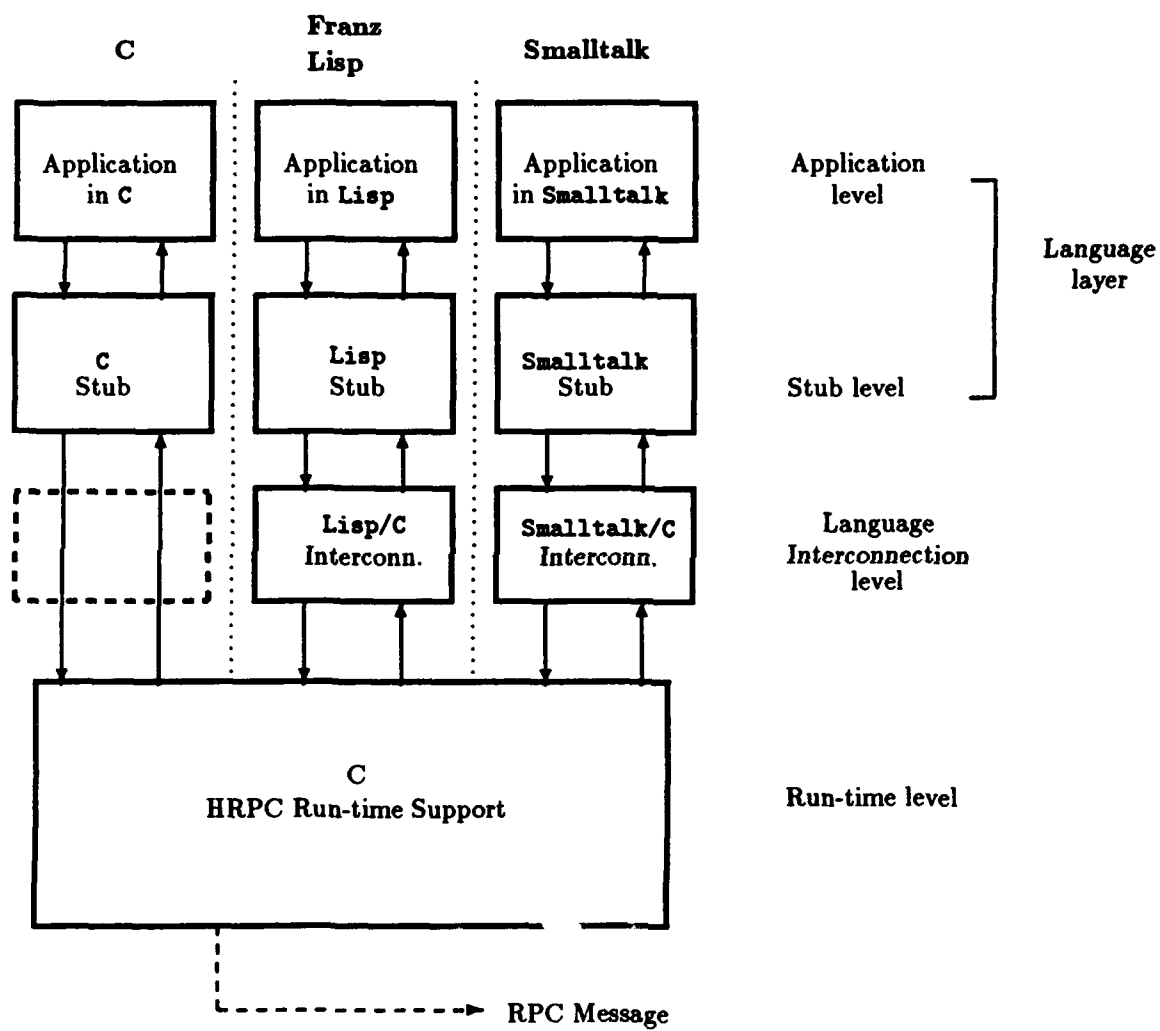 C
Franz
Lisp
Smalltalk
Application
in C
Application
in Lisp
Application
in Smalltalk
Application
level
Language
layer
C
Stub
Lisp
Stub
Smalltalk
Stub
Stub level
Lisp/C
Interconn.
Smalltalk/C
Interconn.
Language
Interconnection
level
C
HRPC Run-time Support
Run-time level
RPC Message